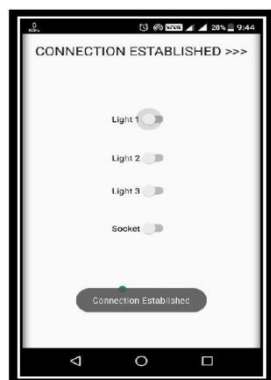 28% 9:44
CONNECTION ESTABLISHED >>>
Light 1
Light 2
Light 3
Socket
Connection Established